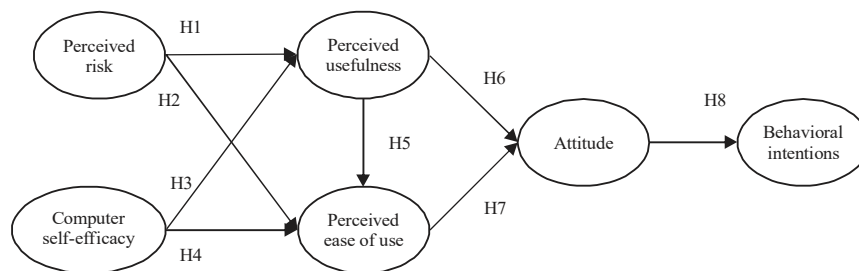 H1
Perceived
risk
Perceived
usefulness
H6
H2
H8
H5
Attitude
Behavioral
intentions
H3
H7
Computer
self-efficacy
Perceived
ease of use
H4